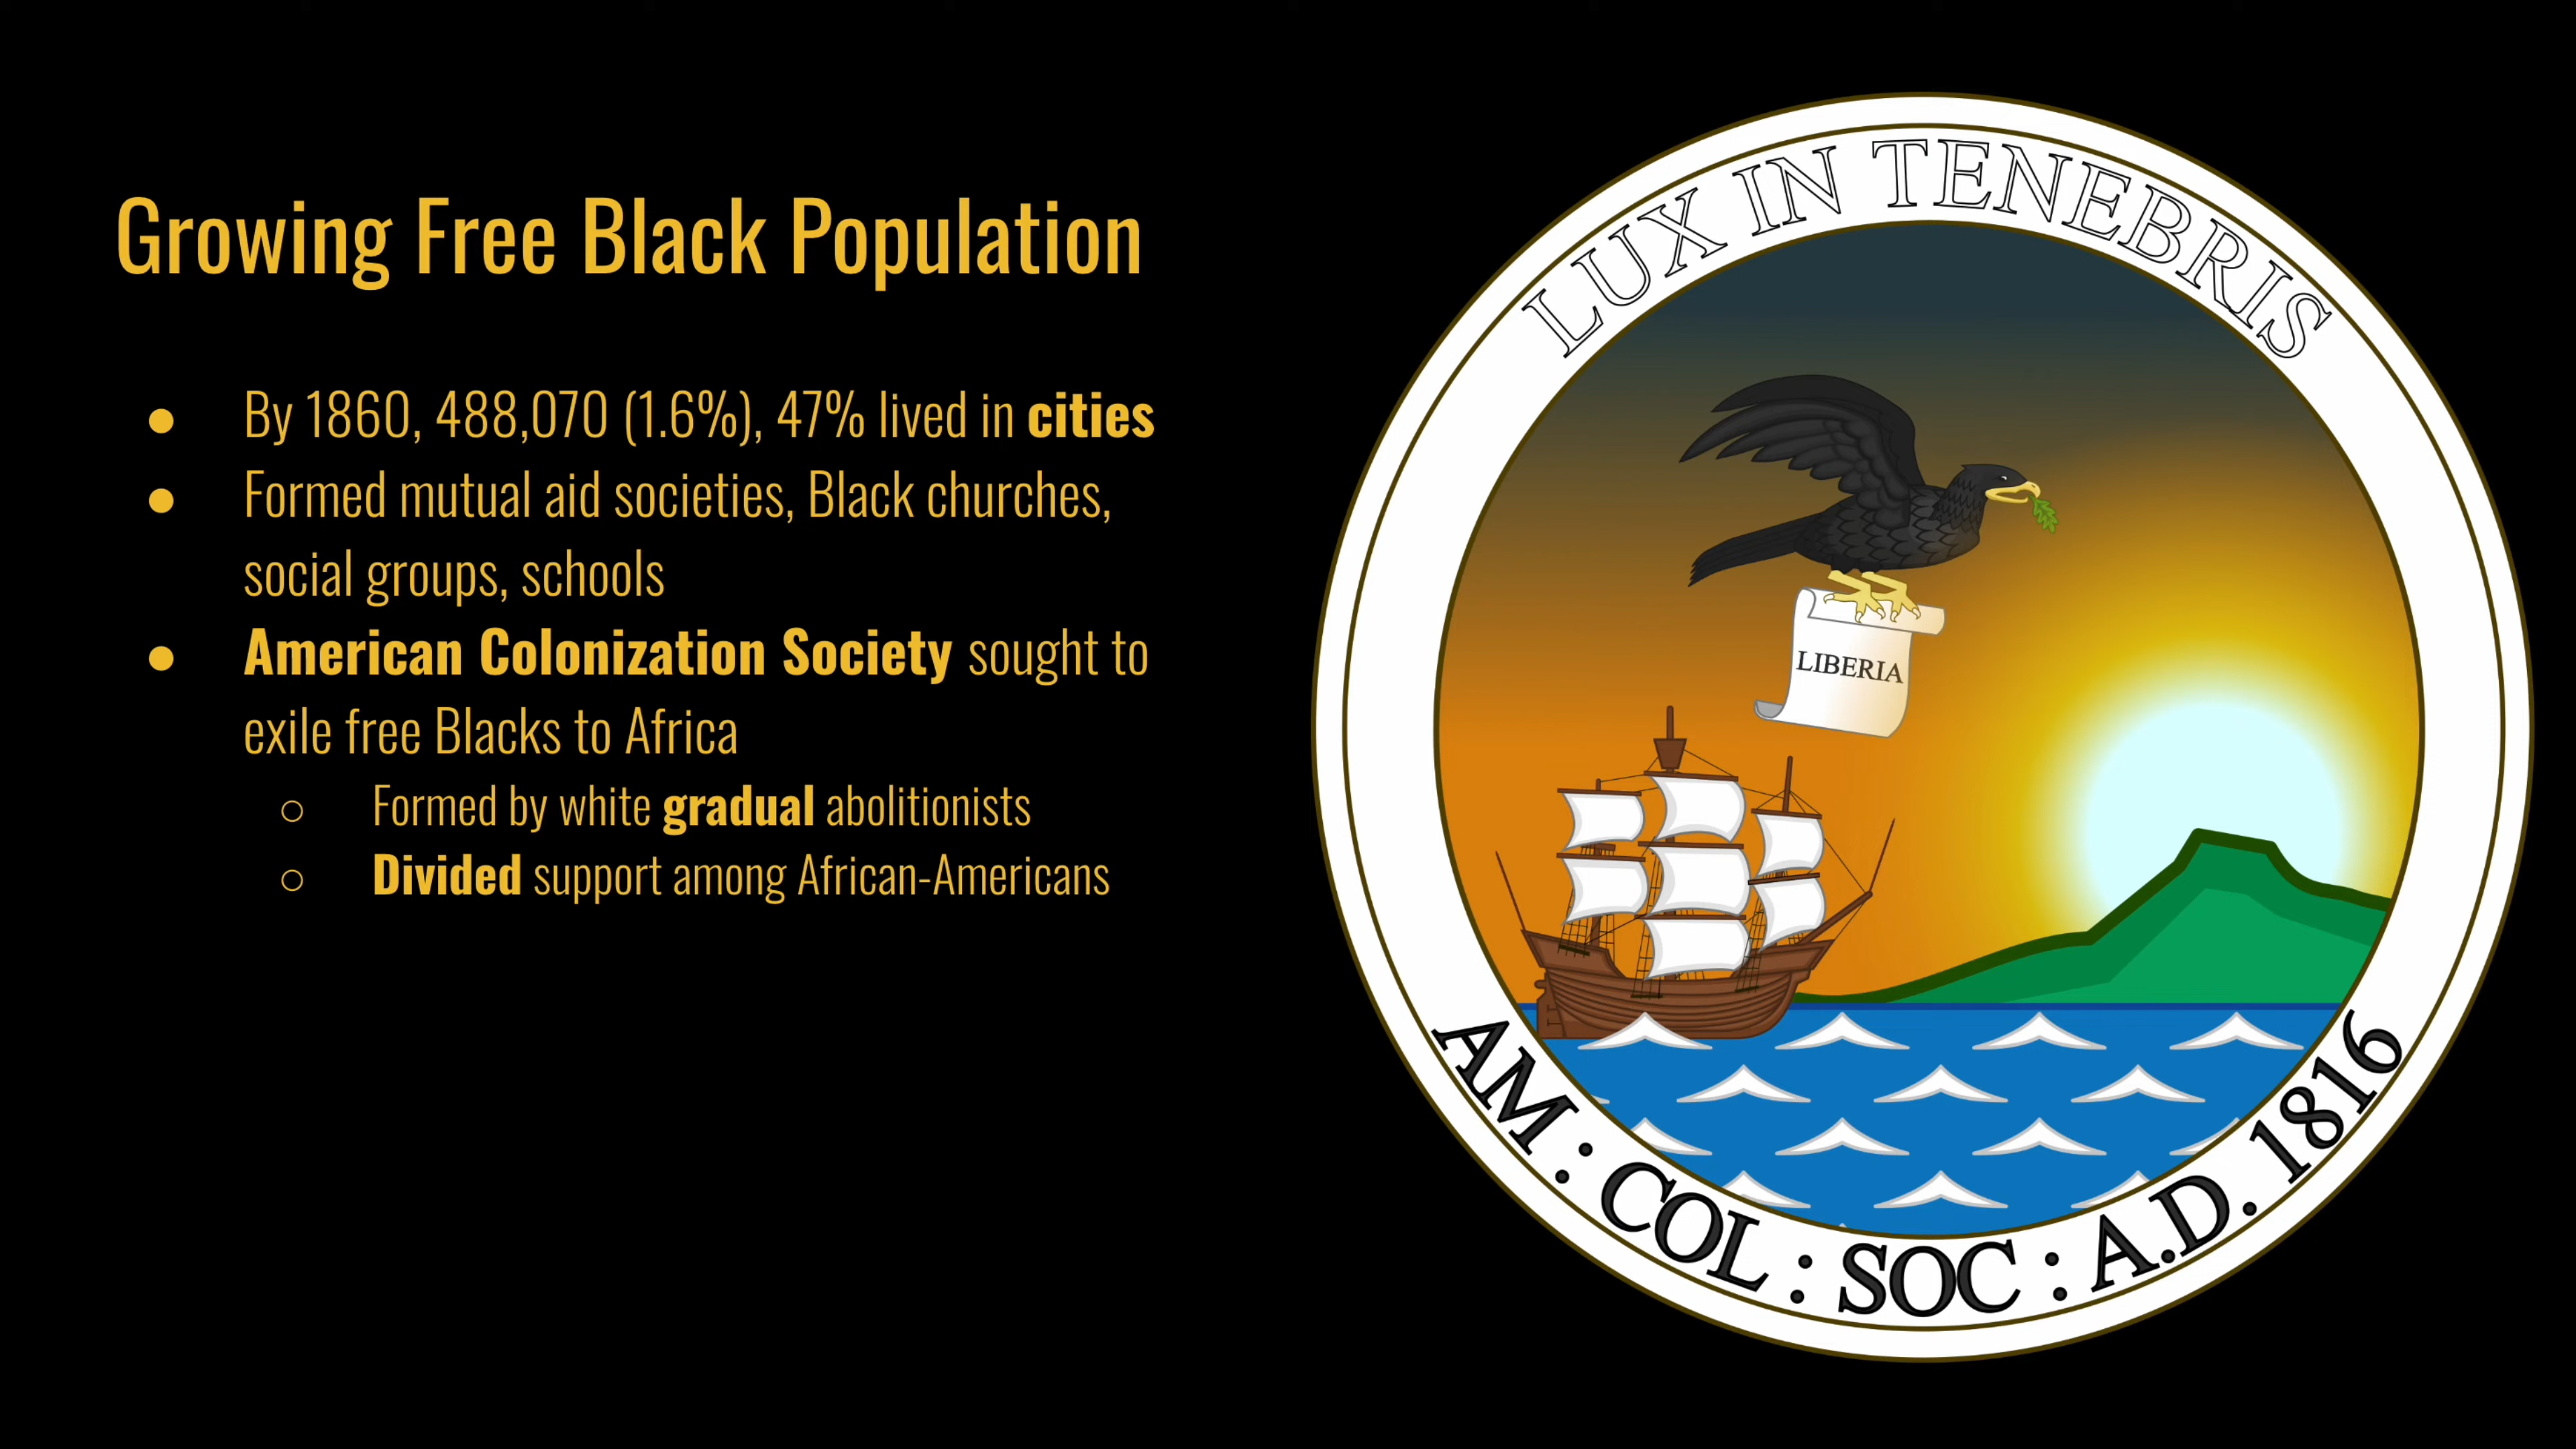 Growing Free Black Population
● By 1860, 488,070 (1.6%), 47% lived in cities
● Formed mutual aid societies, Black churches,
social groups, schools
● American Colonization Society sought to
exile free Blacks to Africa
○ Formed by white gradual abolitionists
○ Divided support among African-Americans
LUX IN TENEBRIS
LIBERIA
AM : COL : SOC : A.D. 1816